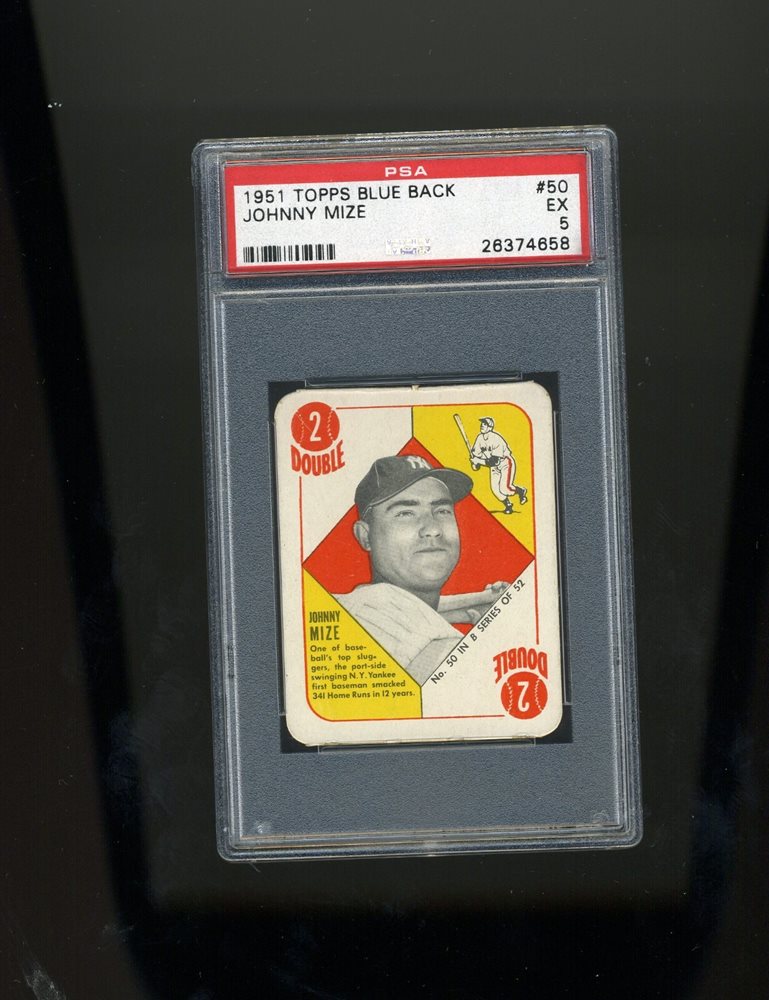 PSA
1951 TOPPS BLUE BACK #50
JOHNNY MIZE EX
5
26374658
2
DOUBLE
JOHNNY
MIZE
One of base-
ball's top slug-
gers, the port-side
swinging N.Y. Yankee
first baseman smacked
341 Home Runs in 12 years.
No. 50 IN B SERIES OF 52
DOUBLE
2